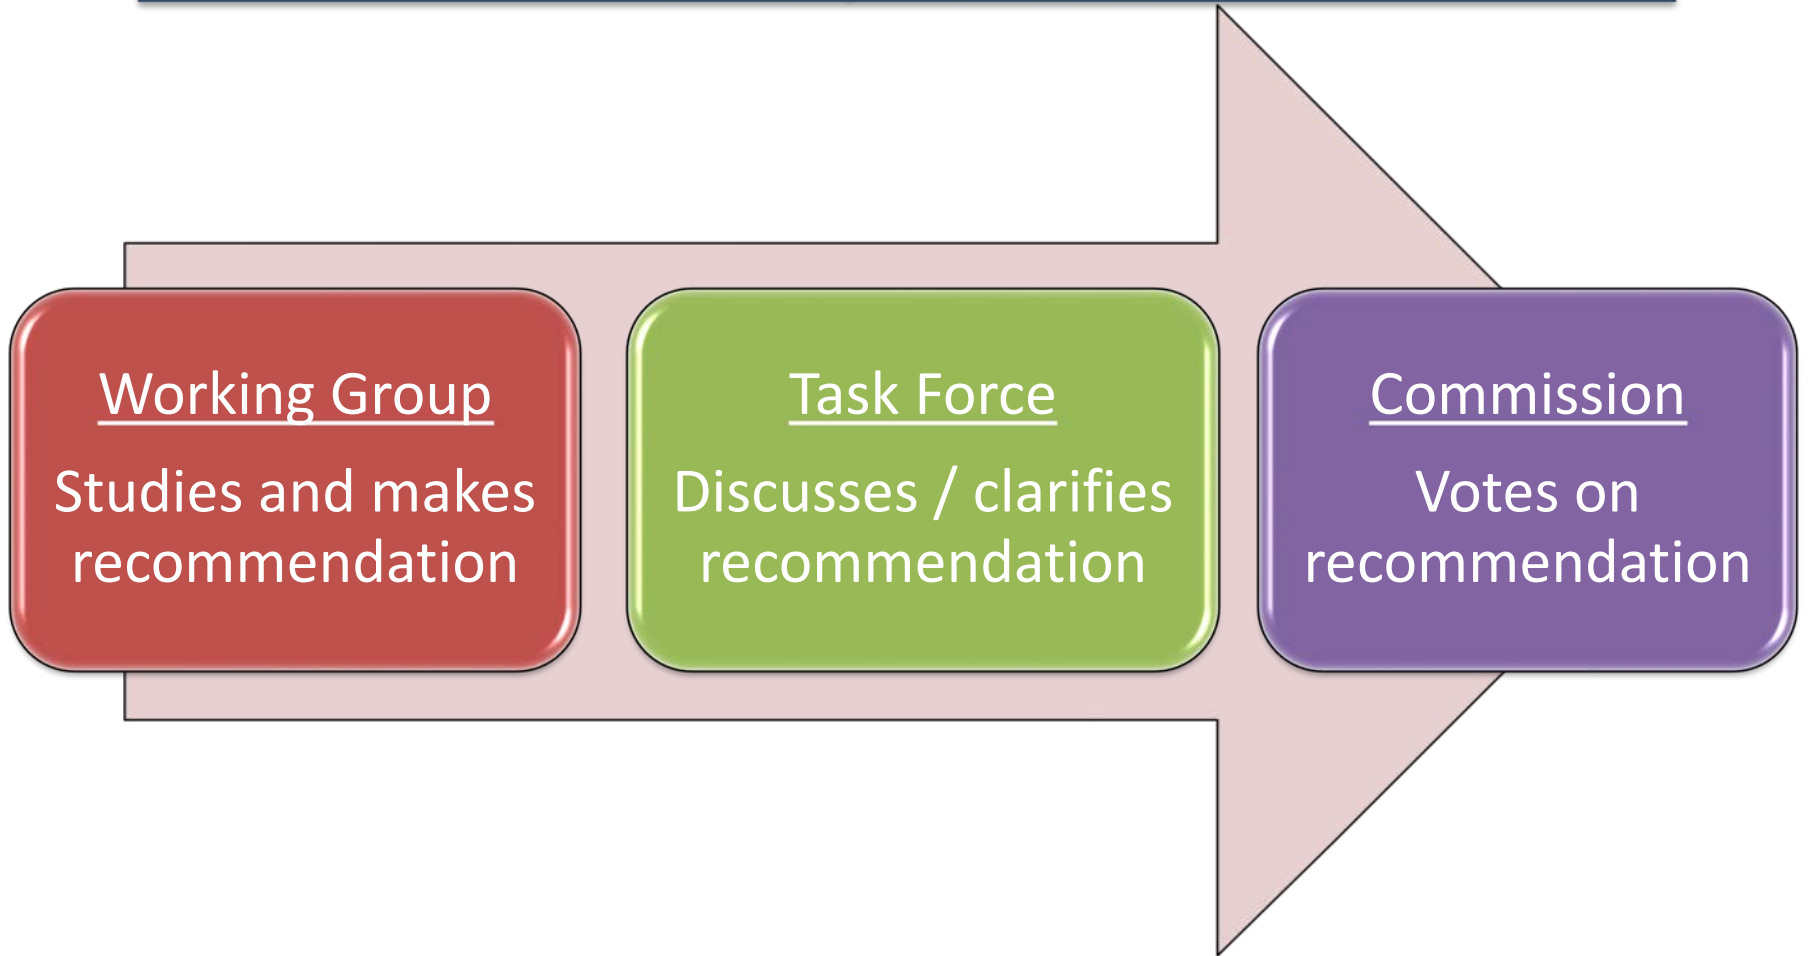 Working Group
Studies and makes
recommendation
Task Force
Discusses / clarifies
recommendation
Commission
Votes on
recommendation